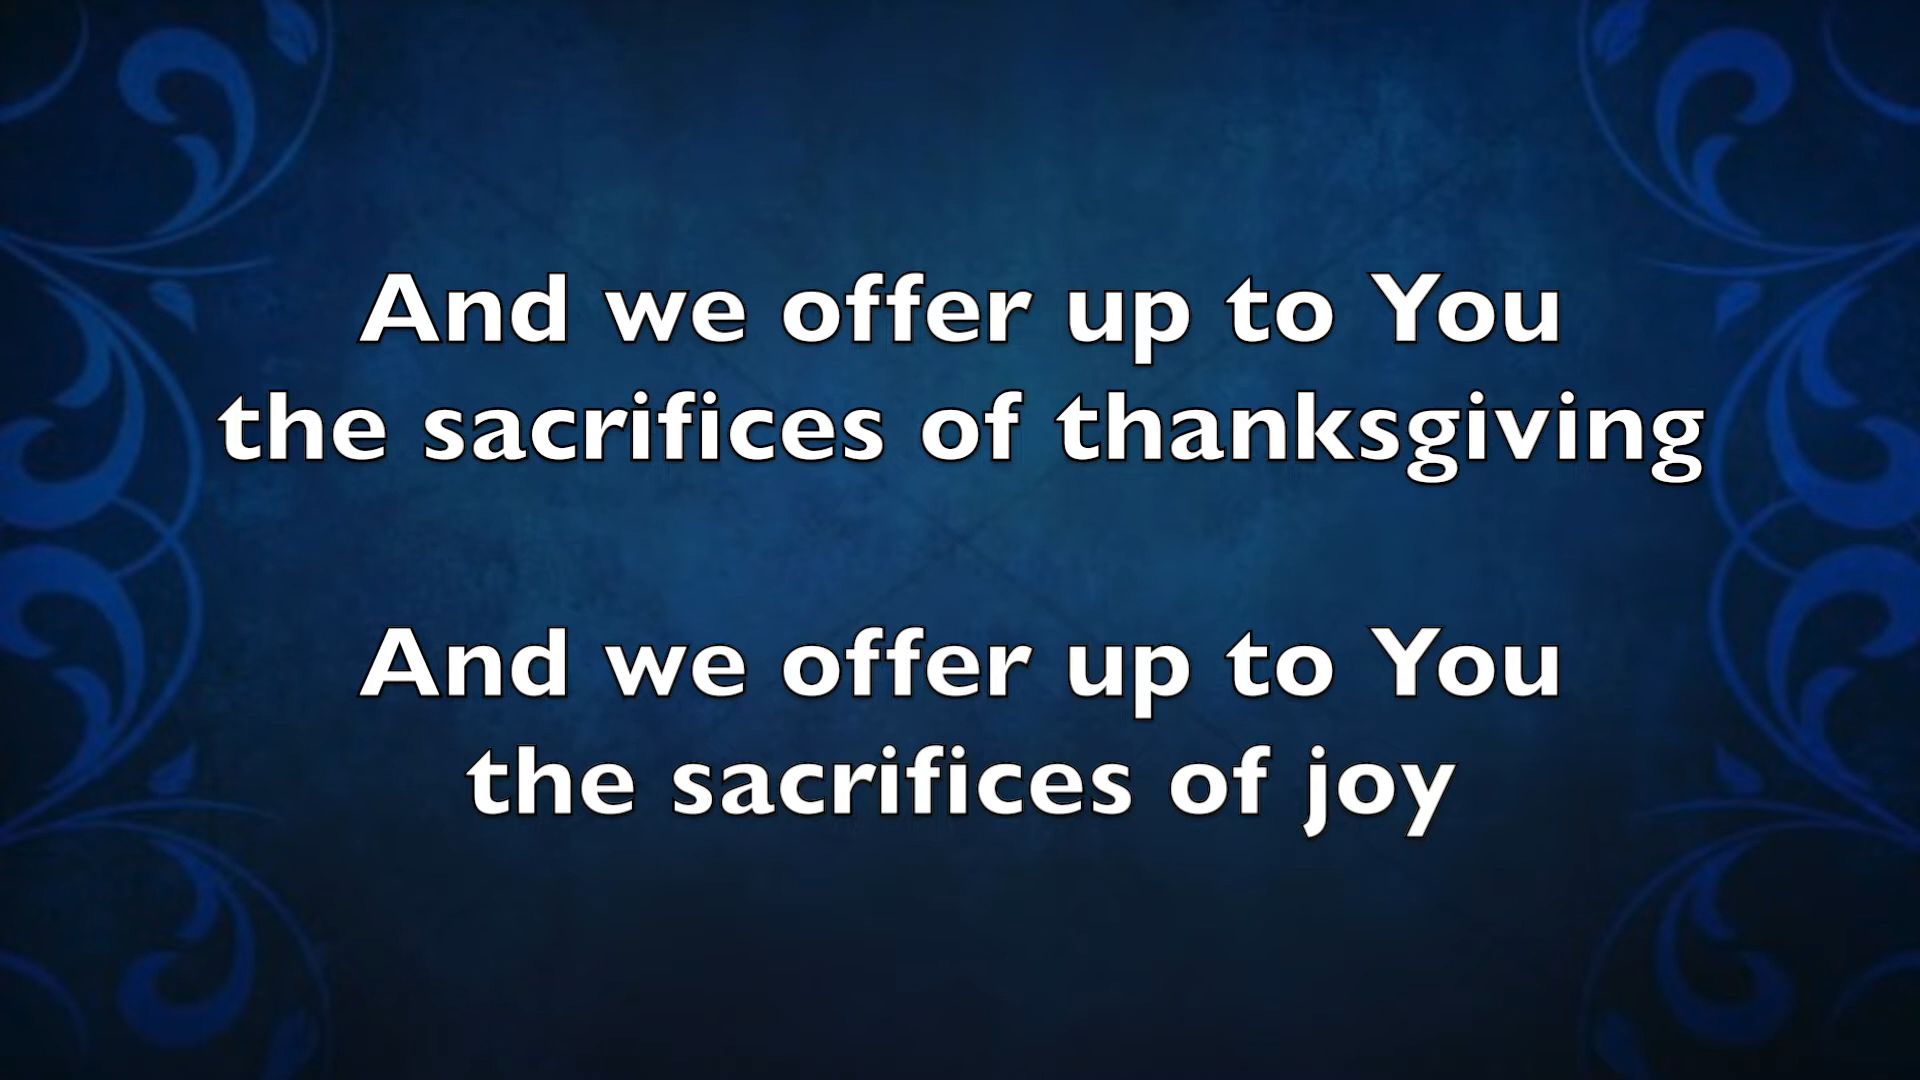 And we offer up to You
the sacrifices of thanksgiving
And we offer up to You
the sacrifices of joy